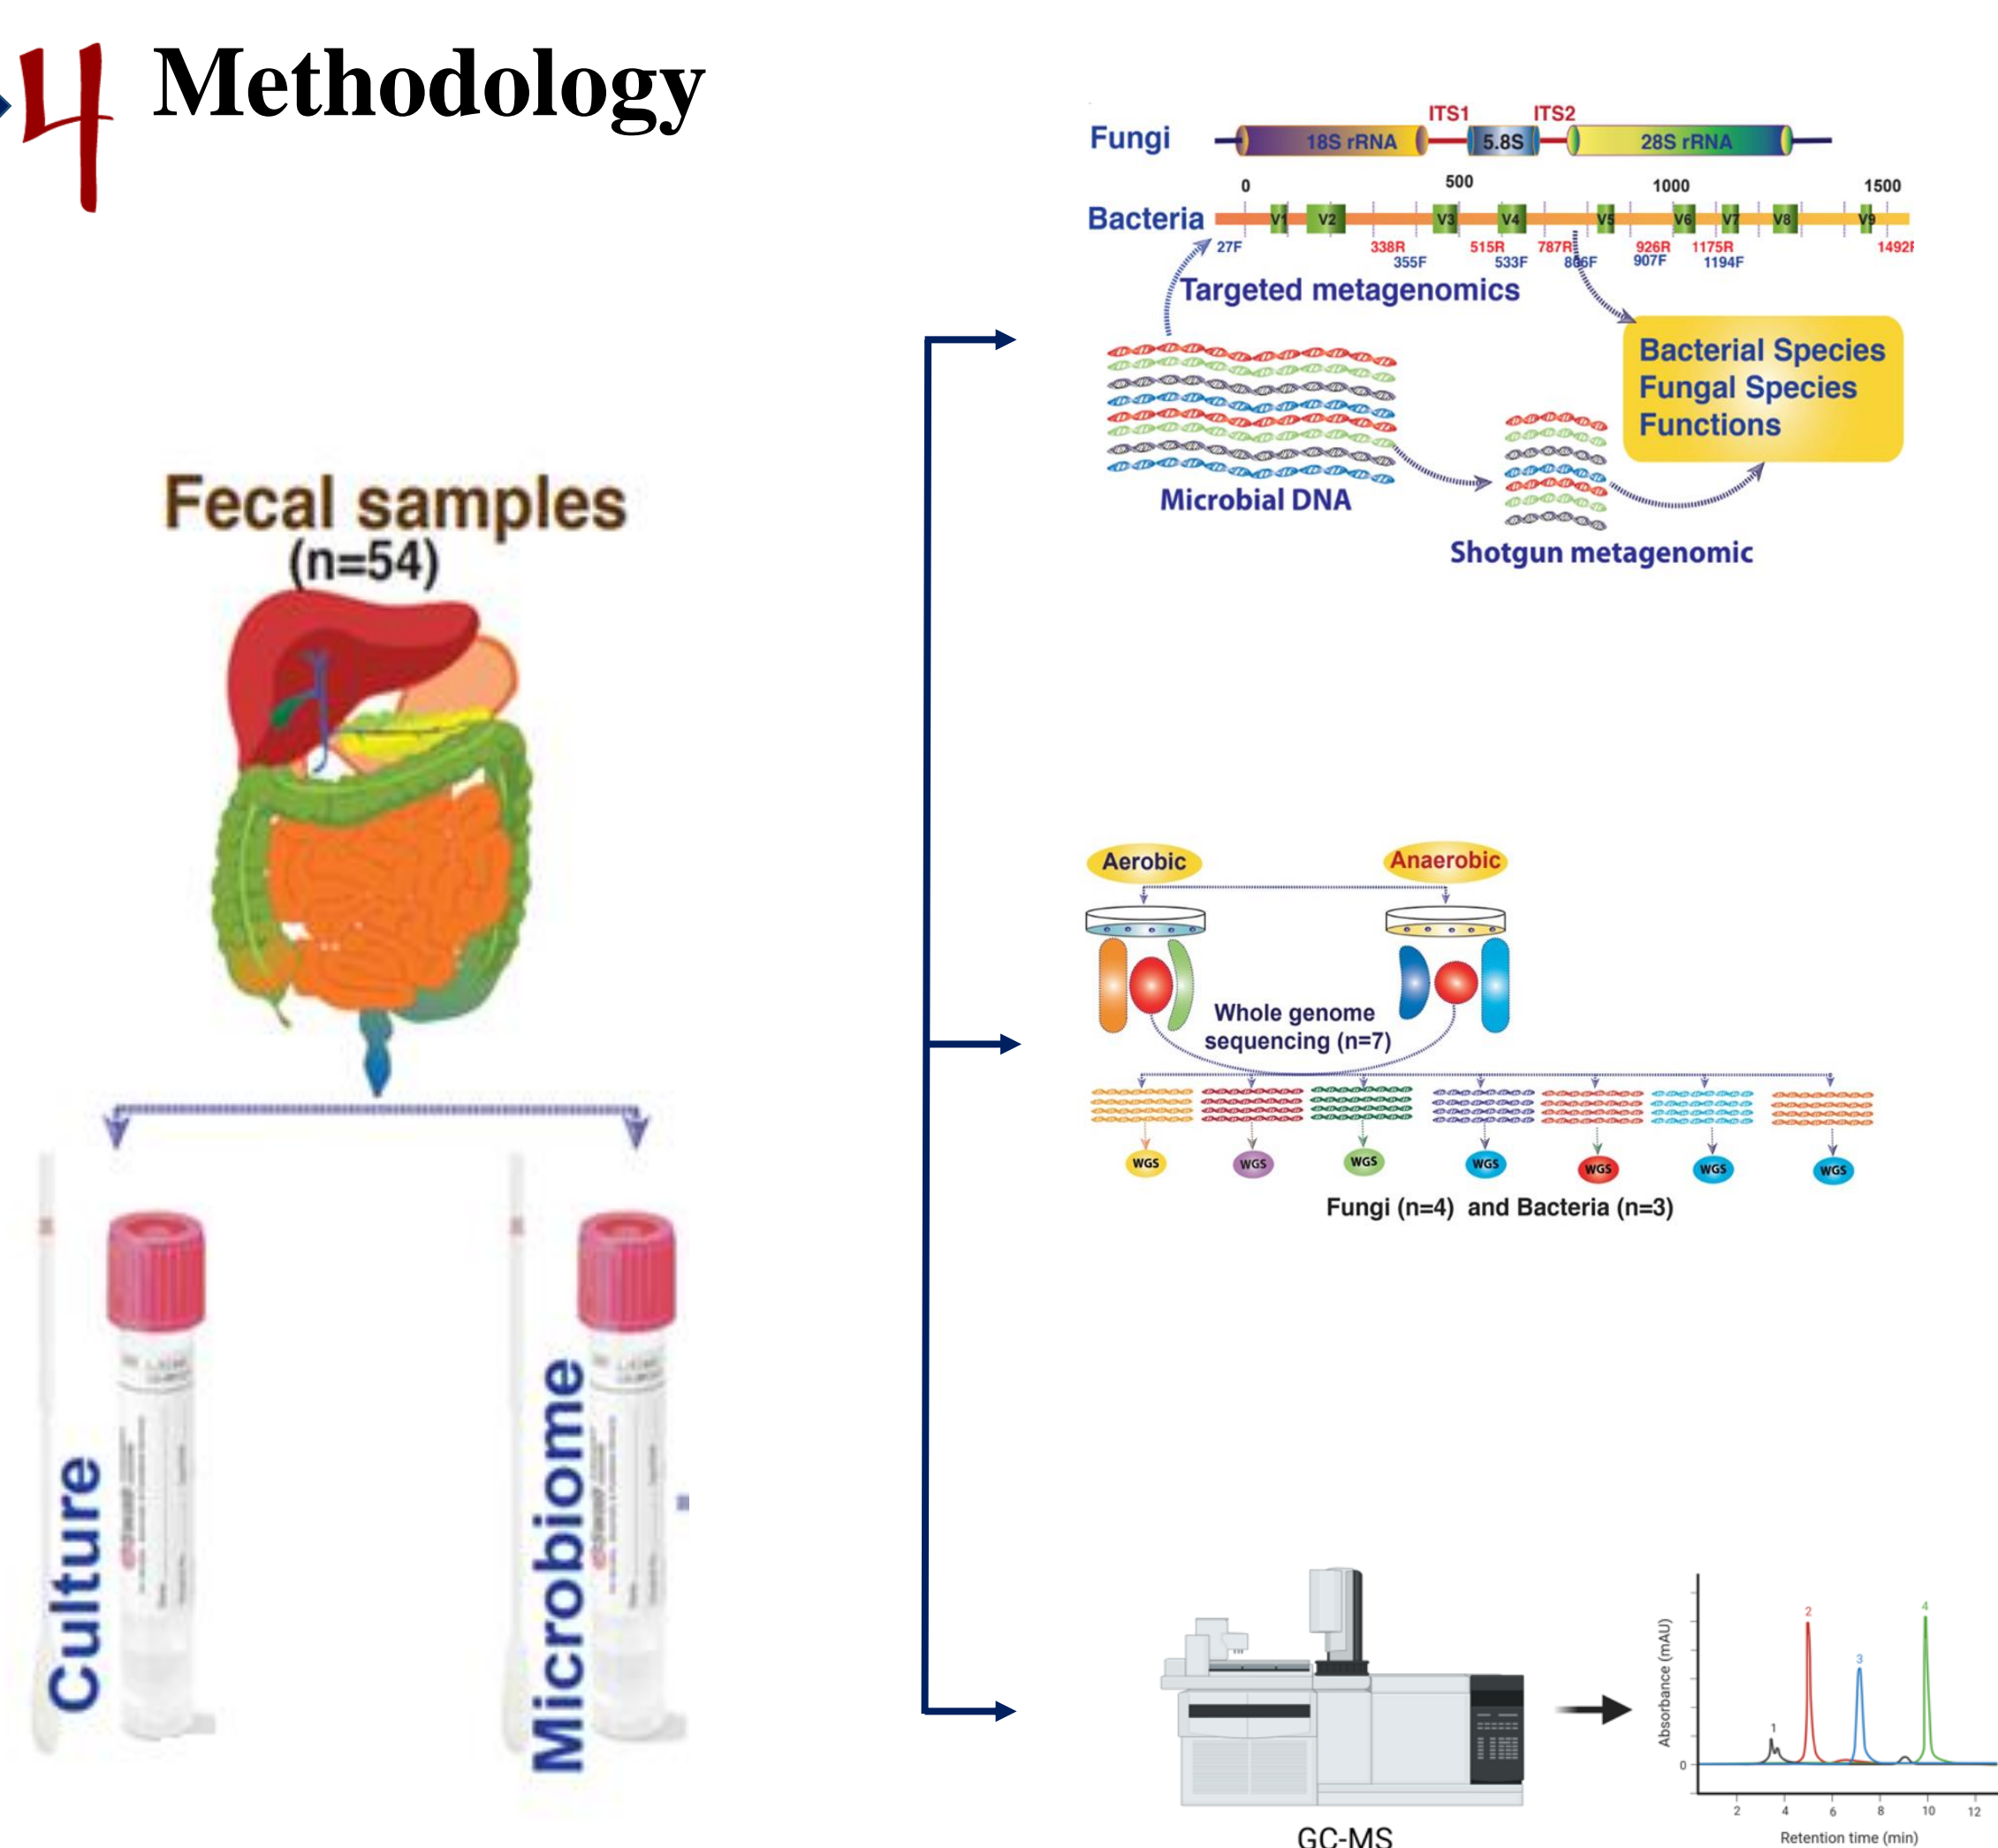 4 Methodology
Fecal samples
(n=54)
Culture
Microbiome
ITS1 ITS2
Fungi 18S rRNA 5.8S 28S rRNA
0 500 1000 1500
Bacteria V1 V2 V3 V4 V5 V6 V7 V8 V9
27F 338R 515R 787R 926R 1175R
355F 533F 806F 907F 1194F
Targeted metagenomics
Bacterial Species
Fungal Species
Functions
Microbial DNA
Shotgun metagenomic
Aerobic Anaerobic
Whole genome
sequencing (n=7)
WGS WGS WGS WGS WGS WGS WGS
Fungi (n=4) and Bacteria (n=3)
GC-MS
Absorbance (mAU)
1 2 3 4
0
2 4 6 8 10 12
Retention time (min)